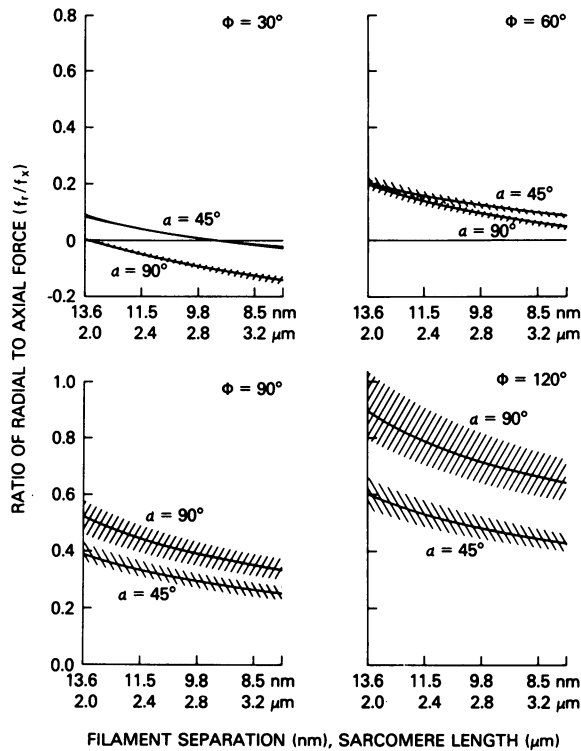 RATIO OF RADIAL TO AXIAL FORCE (fr/fx)
Φ = 30°
0.8
0.6
0.4
0.2
0
-0.2
a = 45°
a = 90°
13.6 11.5 9.8 8.5 nm
2.0 2.4 2.8 3.2 μm
Φ = 60°
a = 45°
a = 90°
13.6 11.5 9.8 8.5 nm
2.0 2.4 2.8 3.2 μm
Φ = 90°
1.0
0.8
0.6
0.4
0.2
0.0
a = 90°
a = 45°
13.6 11.5 9.8 8.5 nm
2.0 2.4 2.8 3.2 μm
Φ = 120°
a = 90°
a = 45°
13.6 11.5 9.8 8.5 nm
2.0 2.4 2.8 3.2 μm
FILAMENT SEPARATION (nm), SARCOMERE LENGTH (μm)